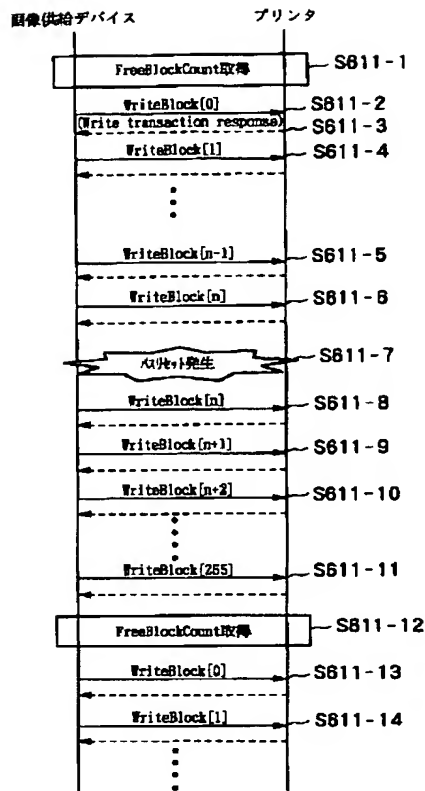 画像供給デバイス プリンタ
FreeBlockCount取得 S611-1
WriteBlock[0] S611-2
(Write transaction response) S611-3
WriteBlock[1] S611-4
WriteBlock[n-1] S611-5
WriteBlock[n] S611-6
バスリセット発生 S611-7
WriteBlock[n] S611-8
WriteBlock[n+1] S611-9
WriteBlock[n+2] S611-10
WriteBlock[255] S611-11
FreeBlockCount取得 S611-12
WriteBlock[0] S611-13
WriteBlock[1] S611-14